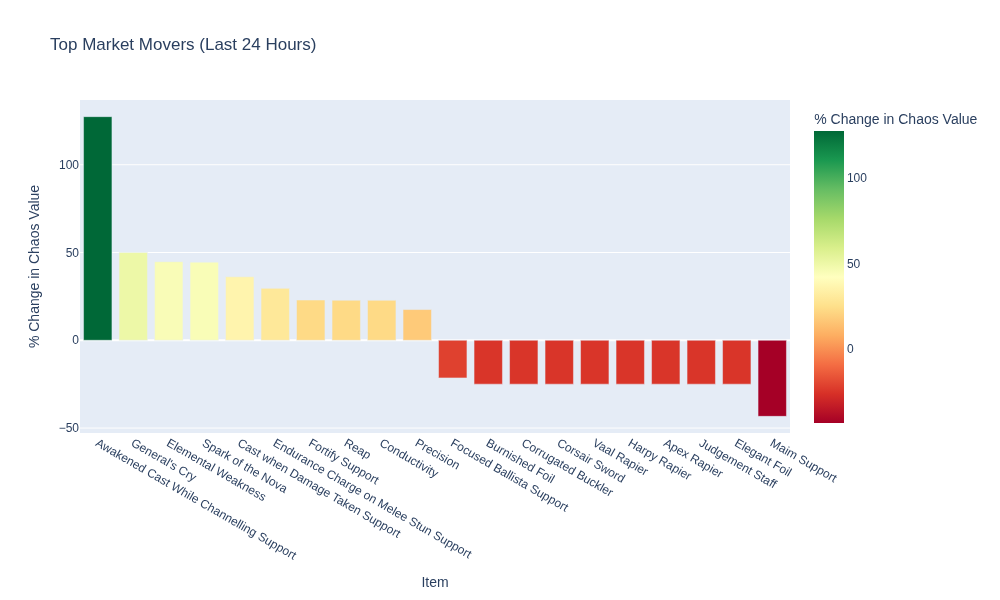 Top Market Movers (Last 24 Hours)
% Change in Chaos Value
100
50
0
−50
Awakened Cast While Channelling Support
General's Cry
Elemental Weakness
Spark of the Nova
Cast when Damage Taken Support
Endurance Charge on Melee Stun Support
Fortify Support
Reap
Conductivity
Precision
Focused Ballista Support
Burnished Foil
Corrugated Buckler
Corsair Sword
Vaal Rapier
Harpy Rapier
Apex Rapier
Judgement Staff
Elegant Foil
Maim Support
Item
% Change in Chaos Value
100
50
0